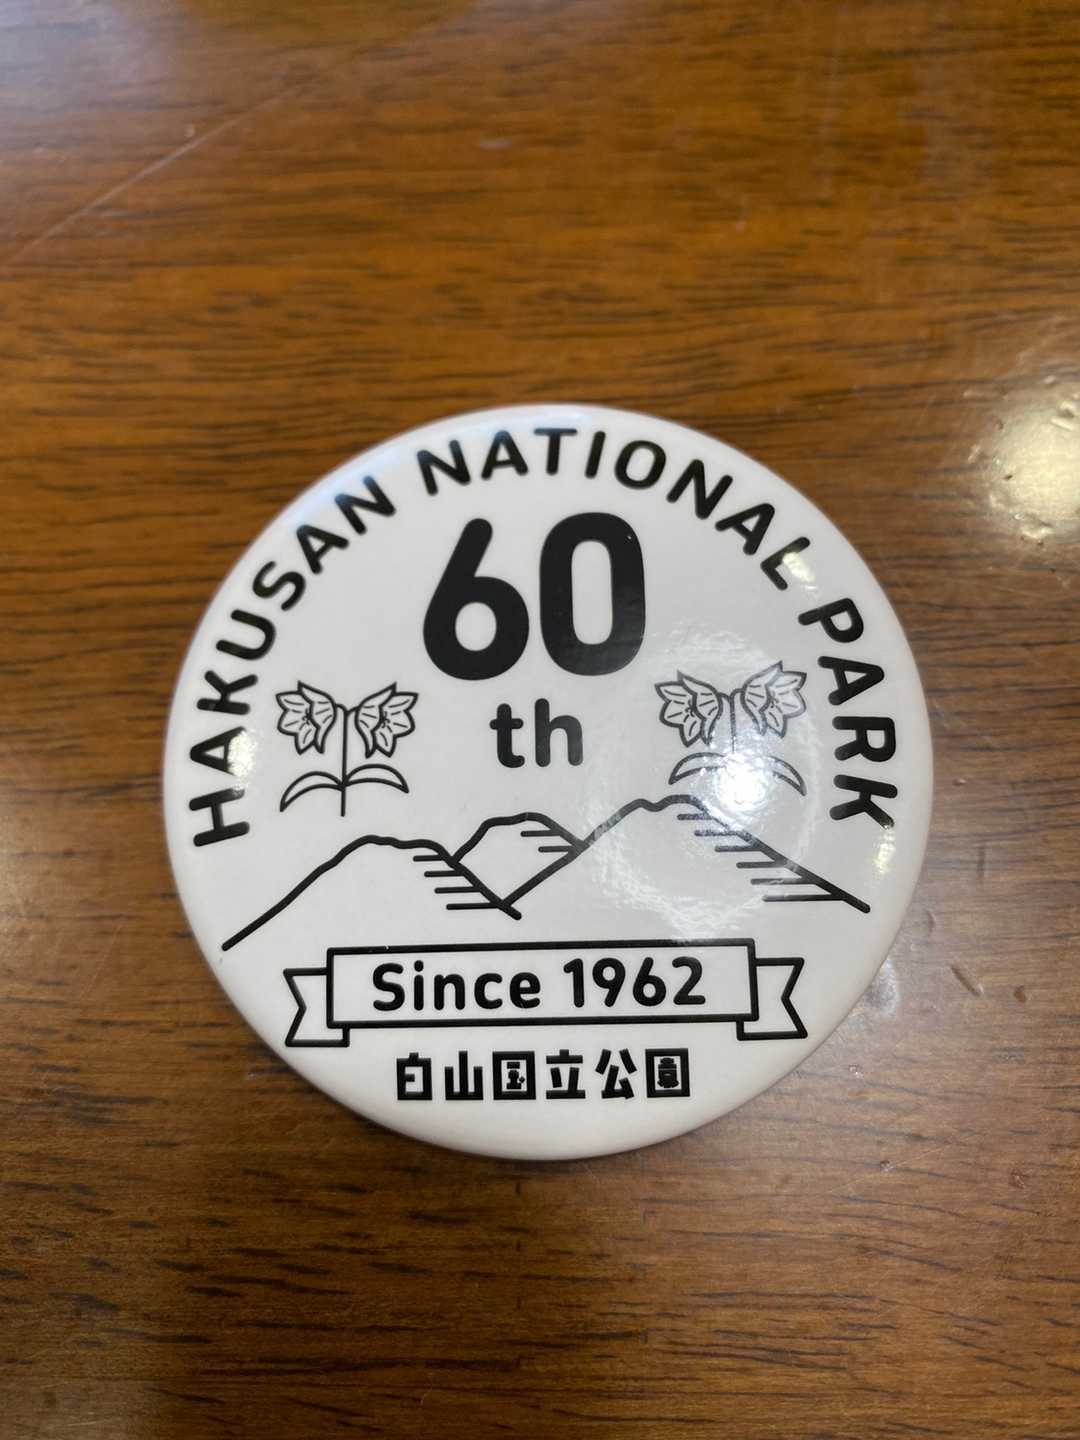 HAKUSAN NATIONAL PARK
60
th
Since 1962
白山国立公園